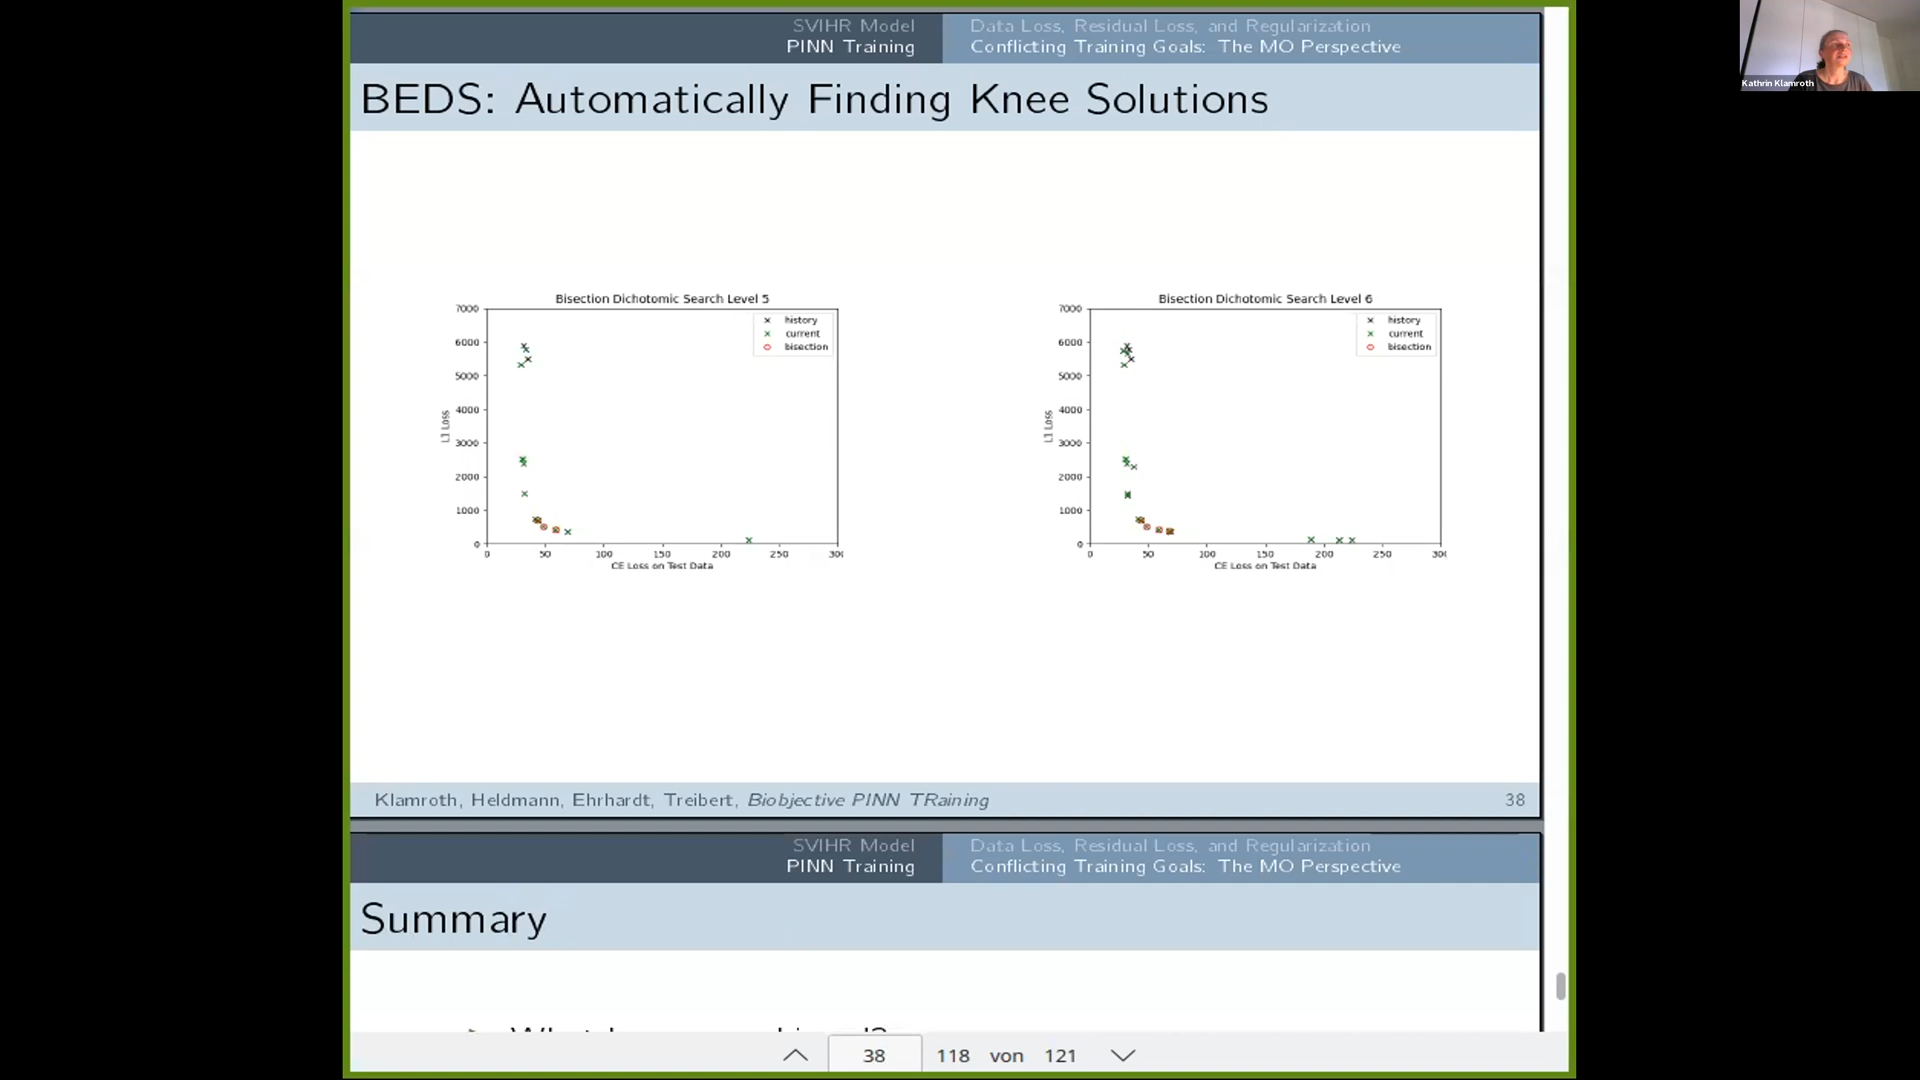 SVIHR Model
PINN Training
Data Loss, Residual Loss, and Regularization
Conflicting Training Goals: The MO Perspective
Kathrin Klamroth
BEDS: Automatically Finding Knee Solutions
Bisection Dichotomic Search Level 5
7000
6000
5000
4000
3000
2000
1000
0
L1 Loss
history
current
bisection
0 50 100 150 200 250 300
CE Loss on Test Data
Bisection Dichotomic Search Level 6
7000
6000
5000
4000
3000
2000
1000
0
L1 Loss
history
current
bisection
0 50 100 150 200 250 300
CE Loss on Test Data
Klamroth, Heldmann, Ehrhardt, Treibert, Biobjective PINN TRaining 38
SVIHR Model
PINN Training
Data Loss, Residual Loss, and Regularization
Conflicting Training Goals: The MO Perspective
Summary
38 118 von 121